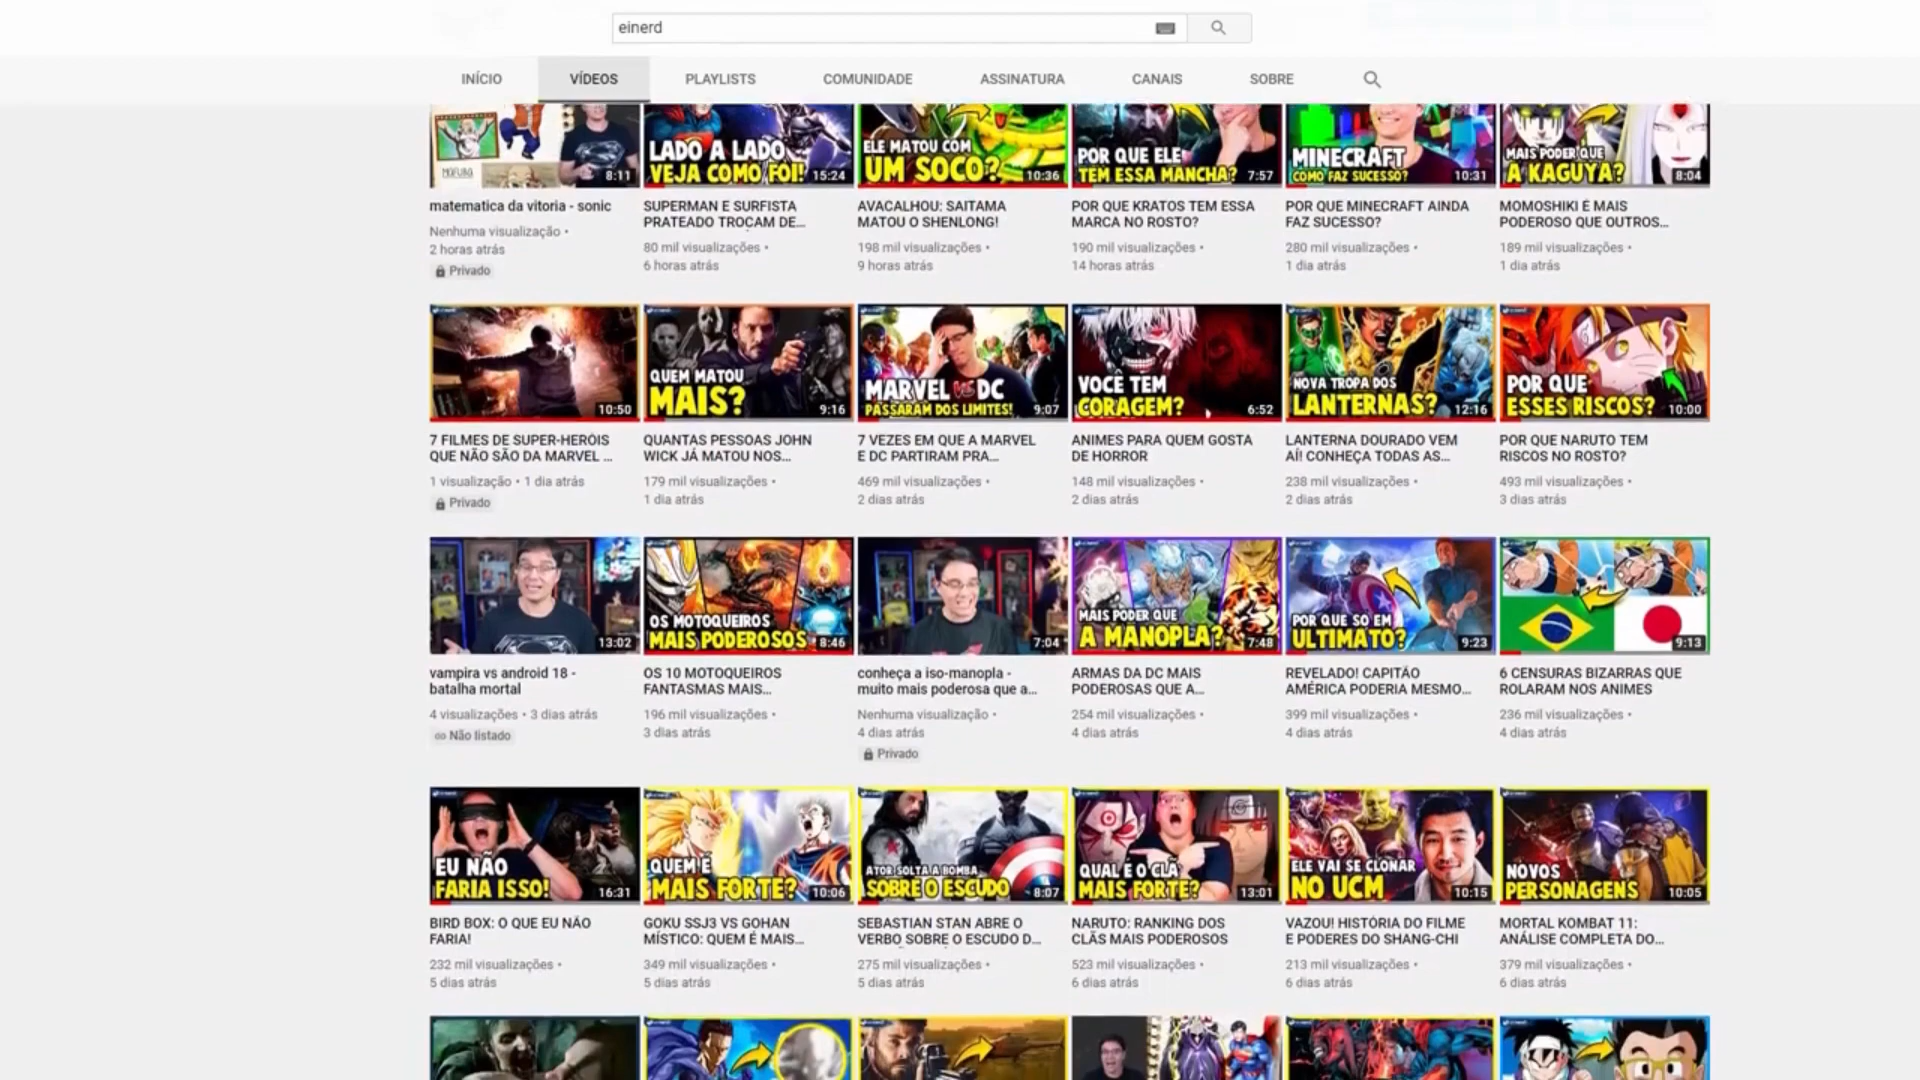 einerd
INÍCIO
VÍDEOS
PLAYLISTS
COMUNIDADE
ASSINATURA
CANAIS
SOBRE
8:11
LADO A LADO
VEJA COMO FOI!
15:24
ELE MATOU COM
UM SOCO?
10:36
POR QUE ELE
TEM ESSA MANCHA?
7:57
MINECRAFT
COMO FAZ SUCESSO?
10:31
MAIS PODER QUE
A KAGUYA?
8:04
matematica da vitoria - sonic
Nenhuma visualização •
2 horas atrás
Privado
SUPERMAN E SURFISTA
PRATEADO TROCAM DE...
80 mil visualizações •
6 horas atrás
AVACALHOU: SAITAMA
MATOU O SHENLONG!
198 mil visualizações •
9 horas atrás
POR QUE KRATOS TEM ESSA
MARCA NO ROSTO?
190 mil visualizações •
14 horas atrás
POR QUE MINECRAFT AINDA
FAZ SUCESSO?
280 mil visualizações •
1 dia atrás
MOMOSHIKI É MAIS
PODEROSO QUE OUTROS...
189 mil visualizações •
1 dia atrás
10:50
QUEM MATOU
MAIS?
9:16
MARVEL VS DC
PASSARAM DOS LIMITES!
9:07
VOCÊ TEM
CORAGEM?
6:52
NOVA TROPA DOS
LANTERNAS?
12:16
POR QUE
ESSES RISCOS?
10:00
7 FILMES DE SUPER-HERÓIS
QUE NÃO SÃO DA MARVEL ...
1 visualização • 1 dia atrás
Privado
QUANTAS PESSOAS JOHN
WICK JÁ MATOU NOS...
179 mil visualizações •
1 dia atrás
7 VEZES EM QUE A MARVEL
E DC PARTIRAM PRA...
469 mil visualizações •
2 dias atrás
ANIMES PARA QUEM GOSTA
DE HORROR
148 mil visualizações •
2 dias atrás
LANTERNA DOURADO VEM
AÍ! CONHEÇA TODAS AS...
238 mil visualizações •
2 dias atrás
POR QUE NARUTO TEM
RISCOS NO ROSTO?
493 mil visualizações •
3 dias atrás
13:02
OS MOTOQUEIROS
MAIS PODEROSOS
8:46
7:04
MAIS PODER QUE
A MANOPLA?
7:48
POR QUE SÓ EM
ULTIMATO?
9:23
9:13
vampira vs android 18 -
batalha mortal
4 visualizações • 3 dias atrás
Não listado
OS 10 MOTOQUEIROS
FANTASMAS MAIS...
196 mil visualizações •
3 dias atrás
conheça a iso-manopla -
muito mais poderosa que a...
Nenhuma visualização •
4 dias atrás
Privado
ARMAS DA DC MAIS
PODEROSAS QUE A...
254 mil visualizações •
4 dias atrás
REVELADO! CAPITÃO
AMÉRICA PODERIA MESMO...
399 mil visualizações •
4 dias atrás
6 CENSURAS BIZARRAS QUE
ROLARAM NOS ANIMES
236 mil visualizações •
4 dias atrás
EU NÃO
FARIA ISSO!
16:31
QUEM É
MAIS FORTE?
10:06
ATOR SOLTA A BOMBA
SOBRE O ESCUDO
8:07
QUAL É O CLÃ
MAIS FORTE?
13:01
ELE VAI SE CLONAR
NO UCM
10:15
NOVOS
PERSONAGENS
10:05
BIRD BOX: O QUE EU NÃO
FARIA!
232 mil visualizações •
5 dias atrás
GOKU SSJ3 VS GOHAN
MÍSTICO: QUEM É MAIS...
349 mil visualizações •
5 dias atrás
SEBASTIAN STAN ABRE O
VERBO SOBRE O ESCUDO D...
275 mil visualizações •
5 dias atrás
NARUTO: RANKING DOS
CLÃS MAIS PODEROSOS
523 mil visualizações •
6 dias atrás
VAZOU! HISTÓRIA DO FILME
E PODERES DO SHANG-CHI
213 mil visualizações •
6 dias atrás
MORTAL KOMBAT 11:
ANÁLISE COMPLETA DO...
379 mil visualizações •
6 dias atrás